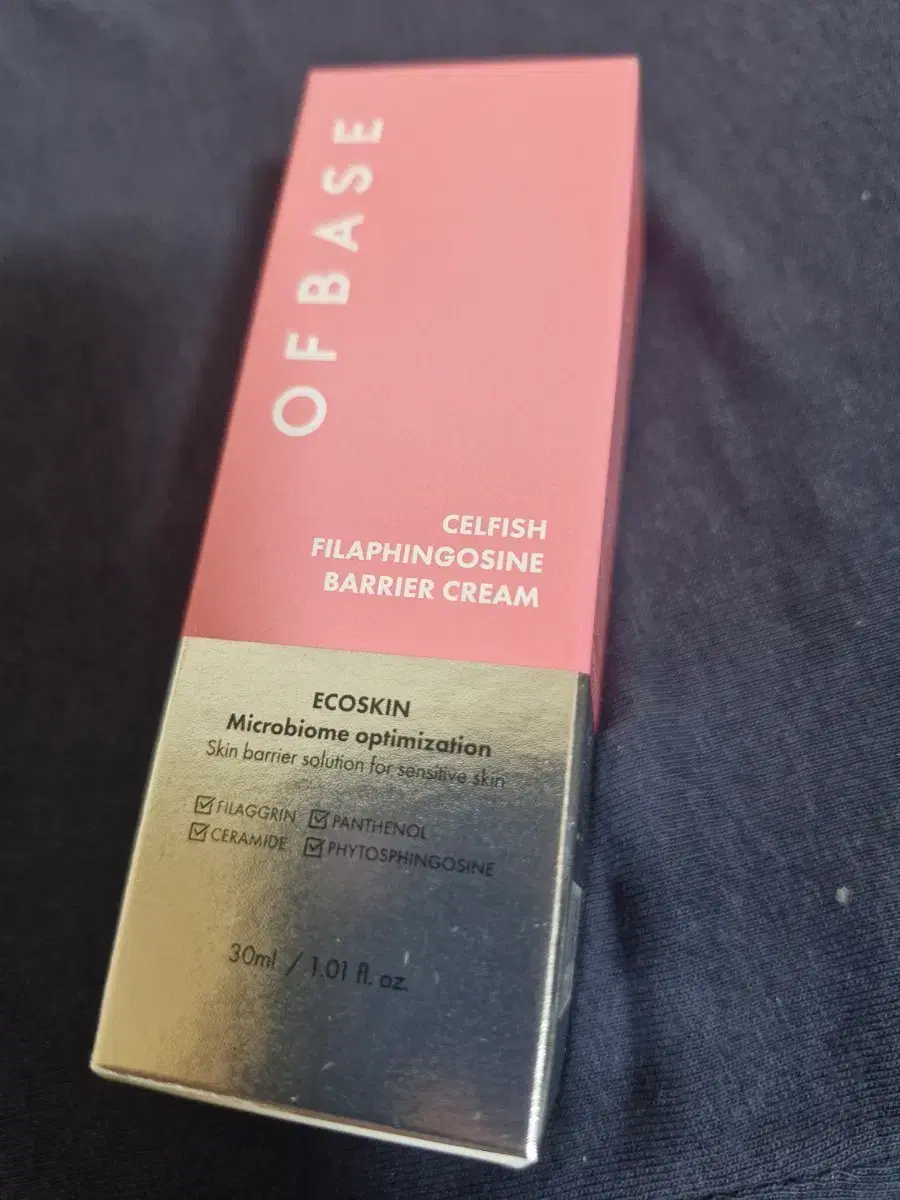 OFBASE
CELFISH
FILAPHINGOSINE
BARRIER CREAM
ECOSKIN
Microbiome optimization
Skin barrier solution for sensitive skin
☑ FILAGGRIN ☑ PANTHENOL
☑ CERAMIDE ☑ PHYTOSPHINGOSINE
30ml / 1.01 fl. oz.